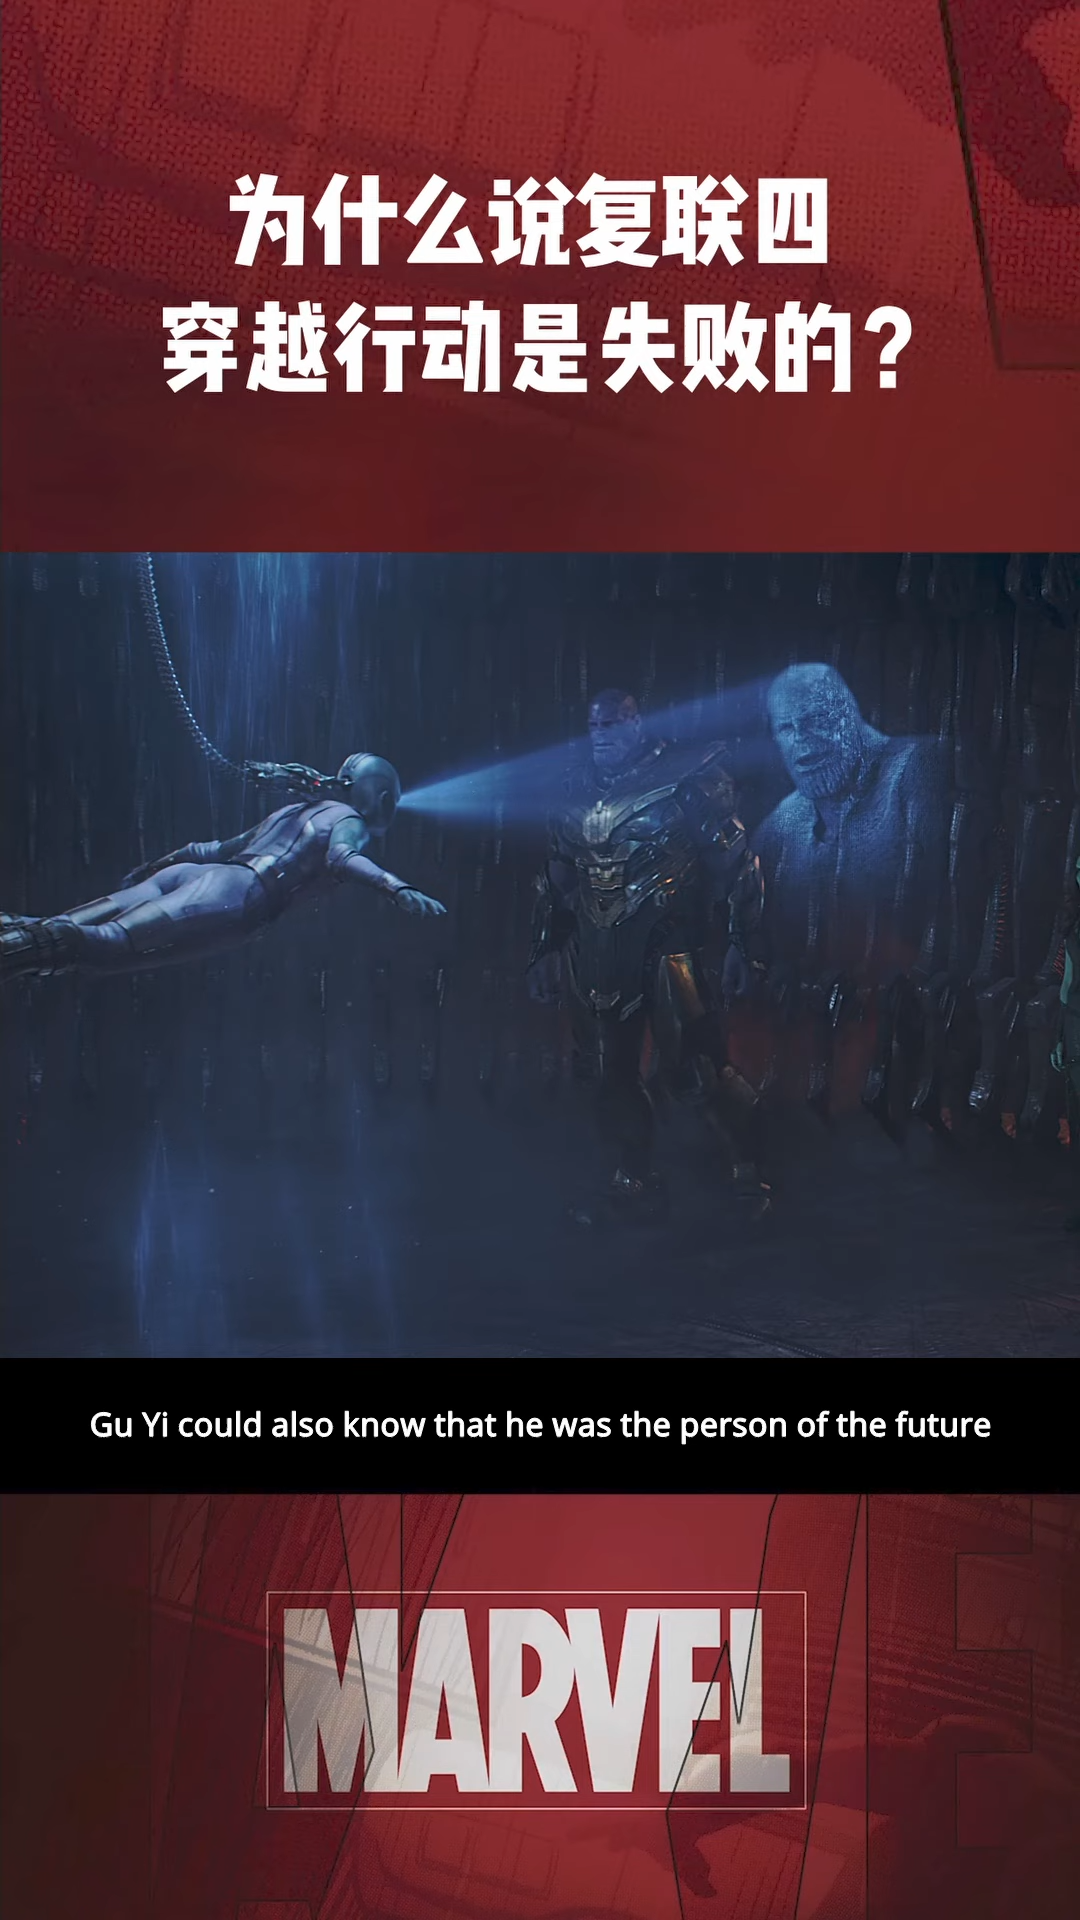 为什么说复联四
穿越行动是失败的？
Gu Yi could also know that he was the person of the future
MARVEL